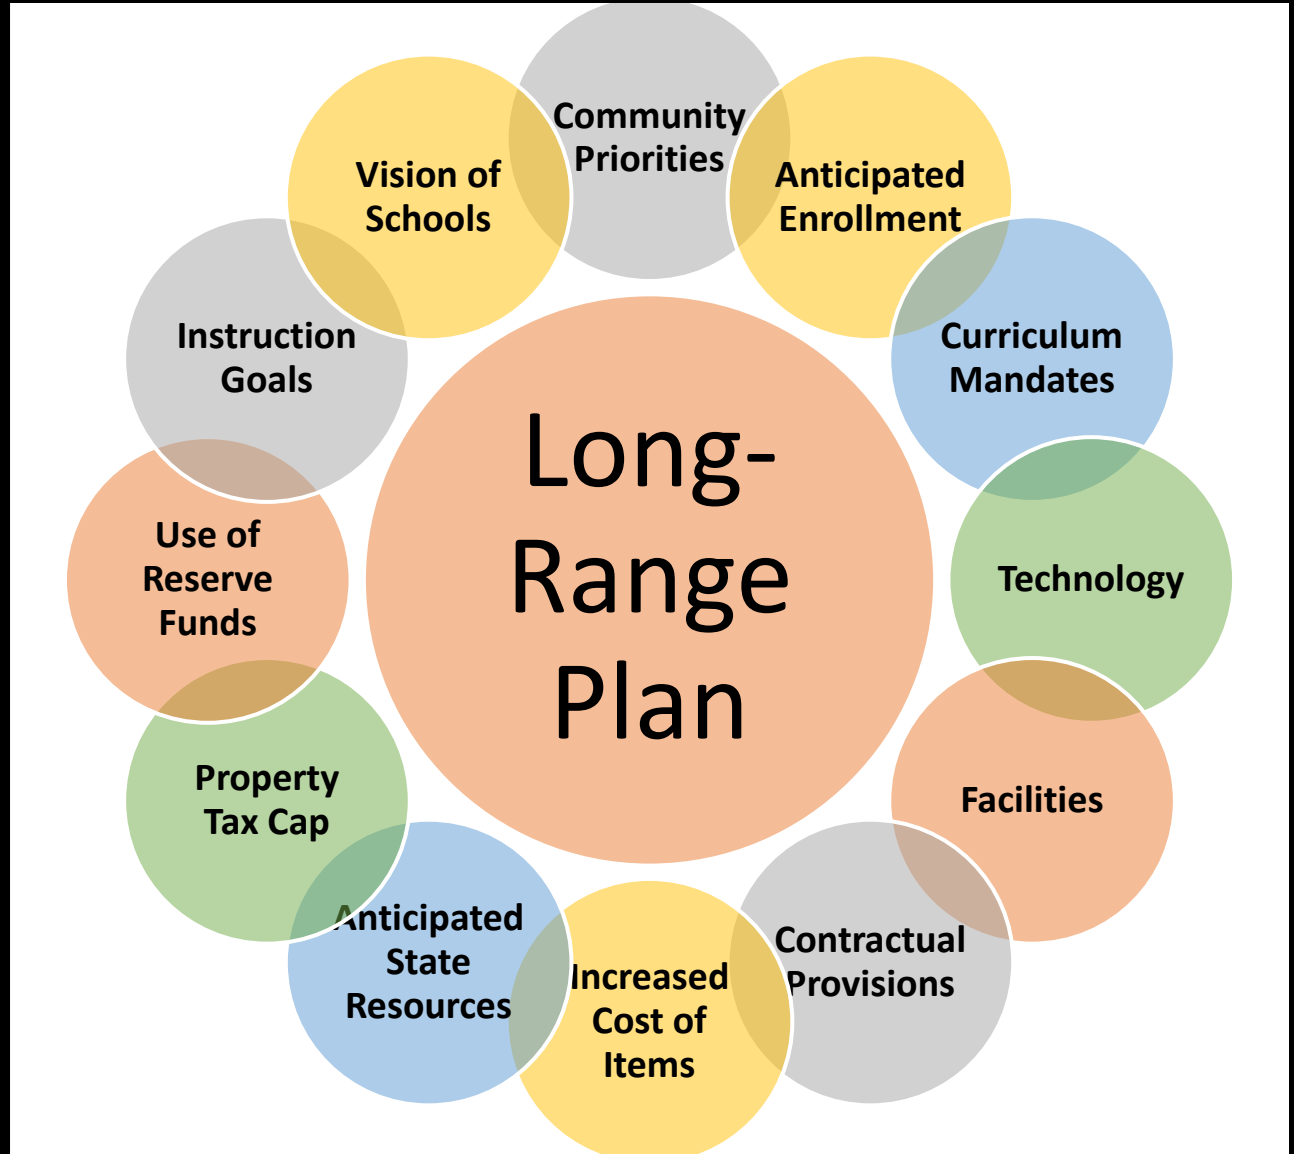 Community
Priorities
Anticipated
Enrollment
Curriculum
Mandates
Technology
Facilities
Contractual
Provisions
Increased
Cost of
Items
Anticipated
State
Resources
Property
Tax Cap
Use of
Reserve
Funds
Instruction
Goals
Vision of
Schools
Long-
Range
Plan